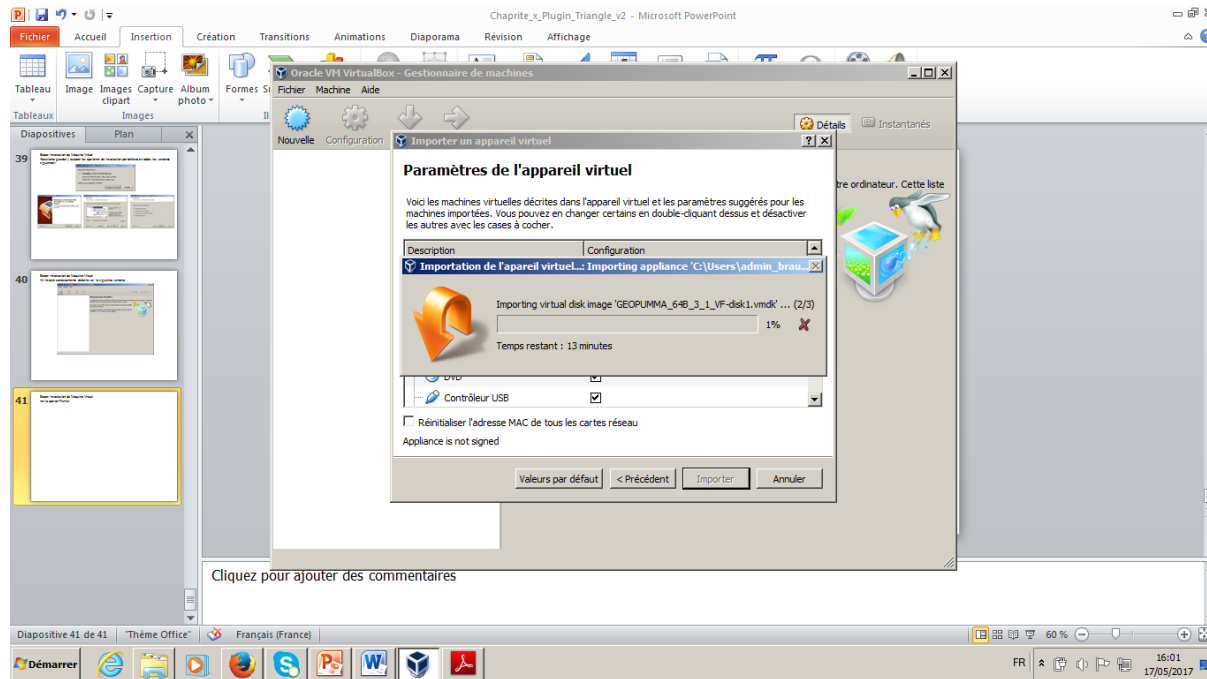 Chaprite_x_Plugin_Triangle_v2 - Microsoft PowerPoint
Fichier Accueil Insertion Création Transitions Animations Diaporama Révision Affichage
Tableau Image Images clipart Capture Album photo Formes
Tableaux Images
Diapositives Plan
39
40
41
Oracle VM VirtualBox - Gestionnaire de machines
Fichier Machine Aide
Nouvelle Configuration
Détails Instantanés
tre ordinateur. Cette liste
Importer un appareil virtuel
Paramètres de l'appareil virtuel
Voici les machines virtuelles décrites dans l'appareil virtuel et les paramètres suggérés pour les
machines importées. Vous pouvez en changer certains en double-cliquant dessus et désactiver
les autres avec les cases à cocher.
Description Configuration
Importation de l'apareil virtuel...: Importing appliance 'C:\Users\admin_brau...
Importing virtual disk image 'GEOPUMMA_64B_3_1_VF-disk1.vmdk' ... (2/3)
1%
Temps restant : 13 minutes
DVD
Contrôleur USB
Réinitialiser l'adresse MAC de tous les cartes réseau
Appliance is not signed
Valeurs par défaut < Précédent Importer Annuler
Cliquez pour ajouter des commentaires
Diapositive 41 de 41 "Thème Office" Français (France) 60 %
Démarrer
FR 16:01
17/05/2017